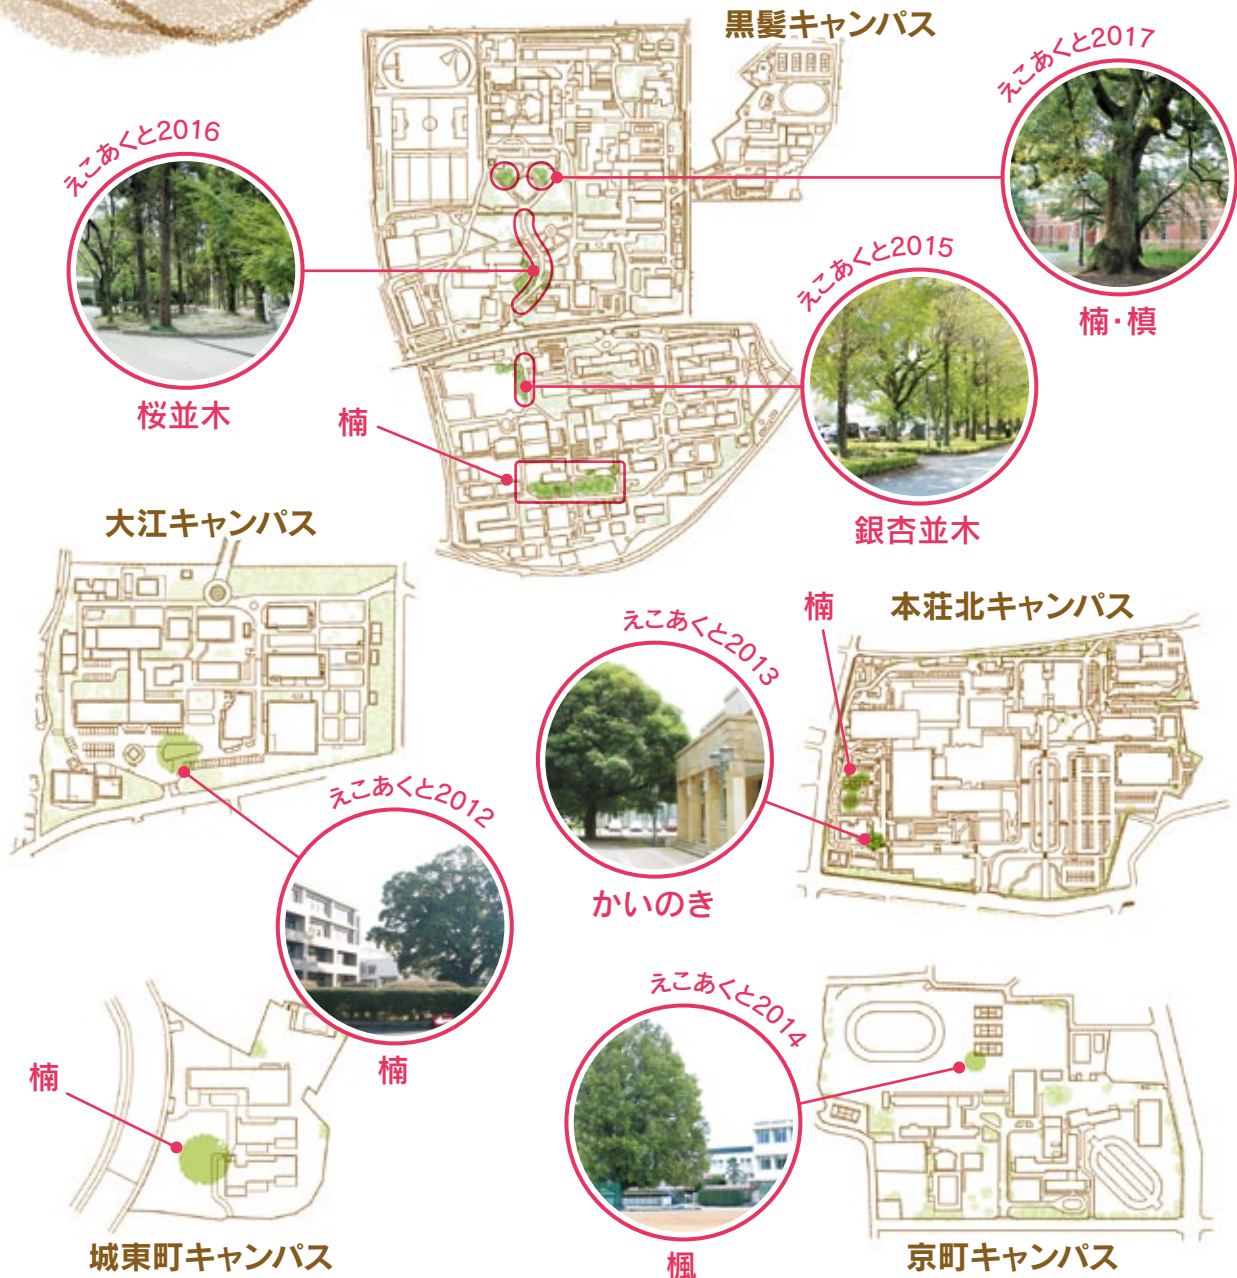 黒髪キャンパス
えこあくと2017
楠・槙
えこあくと2016
桜並木
えこあくと2015
銀杏並木
楠
大江キャンパス
えこあくと2012
楠
本荘北キャンパス
楠
えこあくと2013
かいのき
楠
城東町キャンパス
えこあくと2014
楓
京町キャンパス